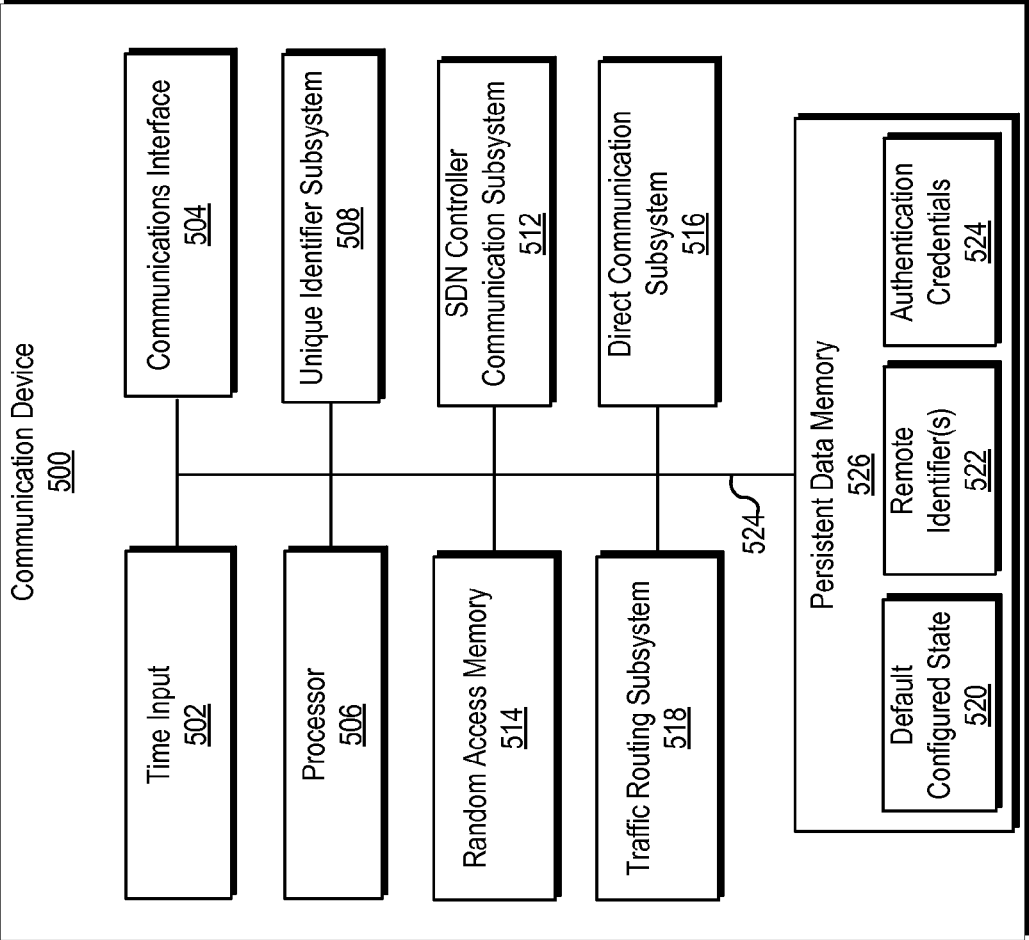 Communication Device
500
Time Input
502
Communications Interface
504
Processor
506
Unique Identifier Subsystem
508
Random Access Memory
514
SDN Controller
Communication Subsystem
512
Traffic Routing Subsystem
518
Direct Communication
Subsystem
516
524
Persistent Data Memory
526
Default
Configured State
520
Remote
Identifier(s)
522
Authentication
Credentials
524